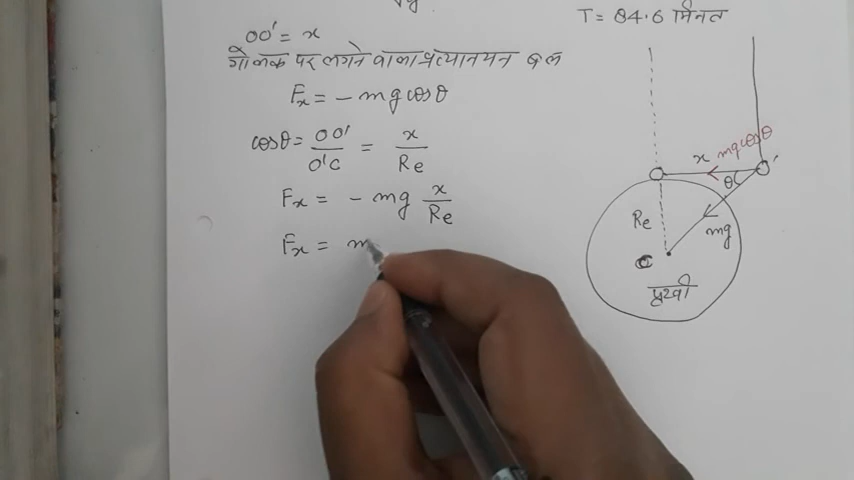 T = 84.6 मिनट
OO' = x
गोलक पर लगने वाला प्रत्यानयन बल
Fx = - mg cosθ
cosθ = OO'/O'C = x/Re
Fx = - mg x/Re
Fx = m
x mg cosθ
O'
θ
Re
mg
C
पृथ्वी